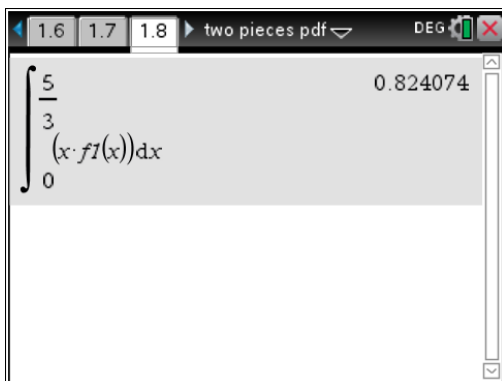 1.6 1.7 1.8 two pieces pdf DEG
∫ 5/3 0 (x·f1(x))dx 0.824074